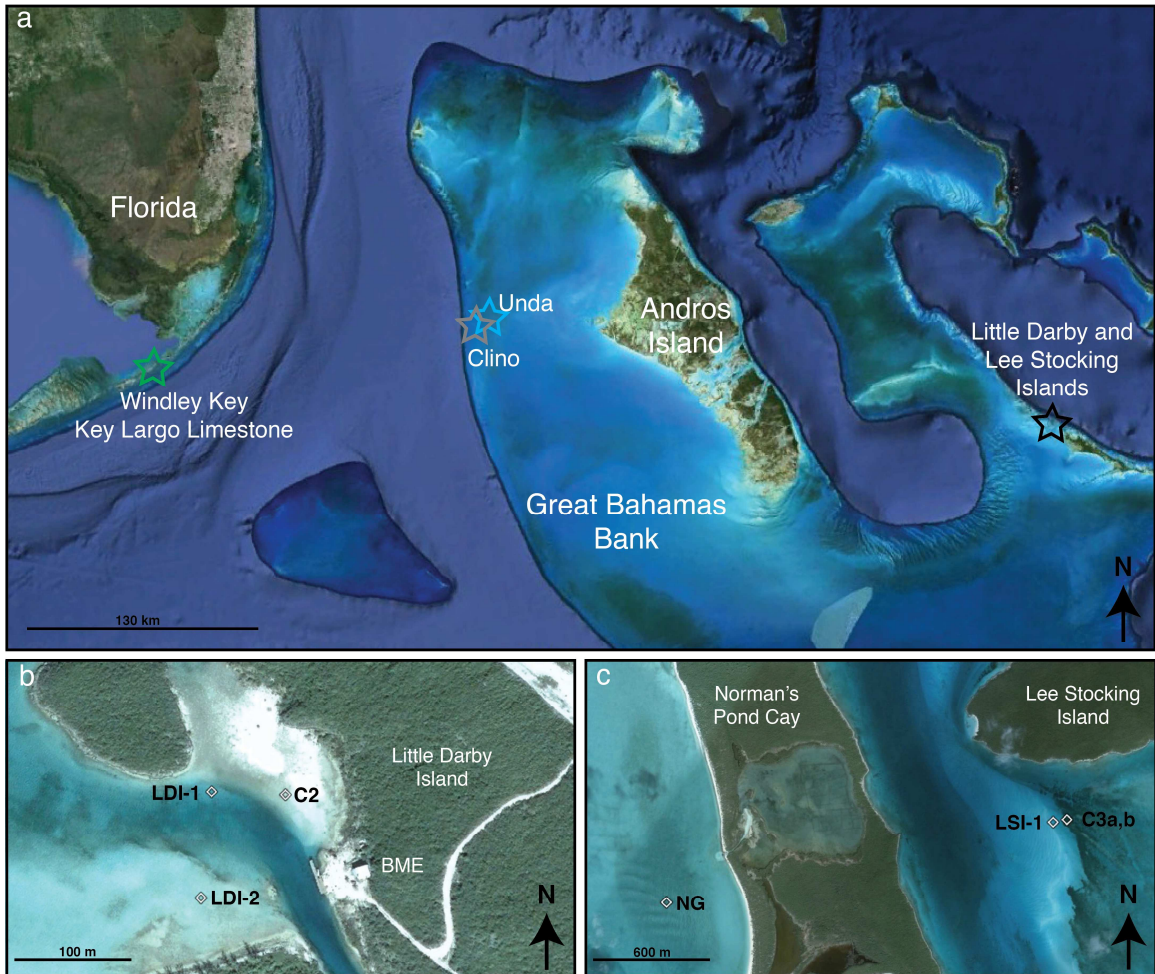 a
Florida
Unda
Clino
Andros
Island
Little Darby and
Lee Stocking
Islands
Windley Key
Key Largo Limestone
Great Bahamas
Bank
N
130 km
b
Little Darby
Island
LDI-1
C2
BME
LDI-2
N
100 m
c
Norman's
Pond Cay
Lee Stocking
Island
LSI-1
C3a,b
NG
N
600 m